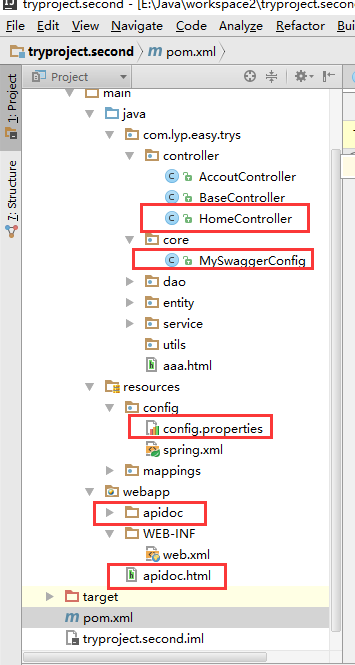 tryproject.second - [E:\Java\workspace2\tryproject.second
File Edit View Navigate Code Analyze Refactor
tryproject.second pom.xml
Project
1: Project
7: Structure
main
java
com.lyp.easy.trys
controller
AccoutController
BaseController
HomeController
core
MySwaggerConfig
dao
entity
service
utils
aaa.html
resources
config
config.properties
spring.xml
mappings
webapp
apidoc
WEB-INF
web.xml
apidoc.html
target
pom.xml
tryproject.second.iml